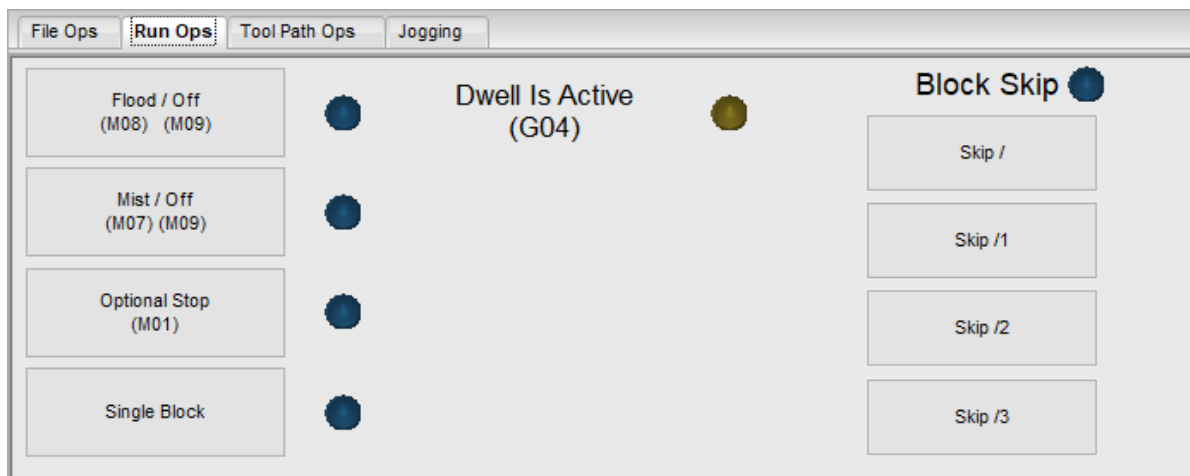 File Ops
Run Ops
Tool Path Ops
Jogging
Flood / Off
(M08) (M09)
Mist / Off
(M07) (M09)
Optional Stop
(M01)
Single Block
Dwell Is Active
(G04)
Block Skip
Skip /
Skip /1
Skip /2
Skip /3